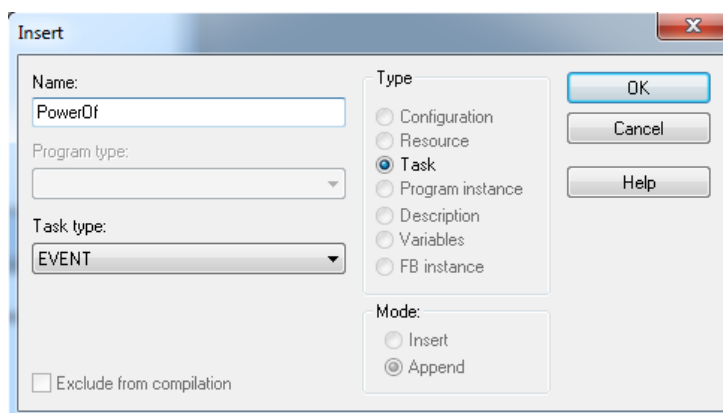 Insert
X
Name:
PowerOf
Program type:
Task type:
EVENT
Exclude from compilation
Type
Configuration
Resource
Task
Program instance
Description
Variables
FB instance
Mode:
Insert
Append
OK
Cancel
Help